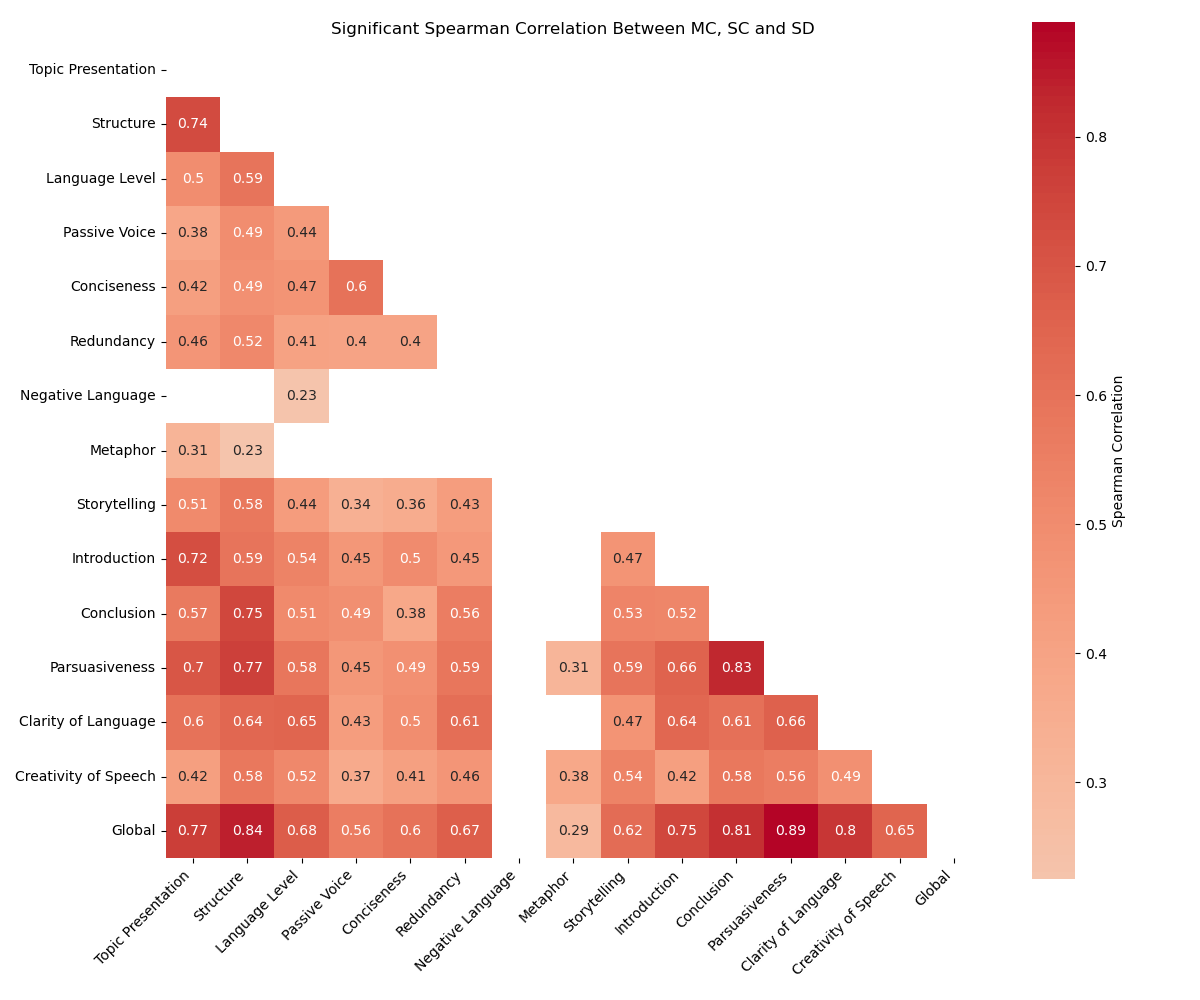 Significant Spearman Correlation Between MC, SC and SD
Topic Presentation
Structure 0.74
Language Level 0.5 0.59
Passive Voice 0.38 0.49 0.44
Conciseness 0.42 0.49 0.47 0.6
Redundancy 0.46 0.52 0.41 0.4 0.4
Negative Language 0.23
Metaphor 0.31 0.23
Storytelling 0.51 0.58 0.44 0.34 0.36 0.43
Introduction 0.72 0.59 0.54 0.45 0.5 0.45 0.47
Conclusion 0.57 0.75 0.51 0.49 0.38 0.56 0.53 0.52
Parsuasiveness 0.7 0.77 0.58 0.45 0.49 0.59 0.31 0.59 0.66 0.83
Clarity of Language 0.6 0.64 0.65 0.43 0.5 0.61 0.47 0.64 0.61 0.66
Creativity of Speech 0.42 0.58 0.52 0.37 0.41 0.46 0.38 0.54 0.42 0.58 0.56 0.49
Global 0.77 0.84 0.68 0.56 0.6 0.67 0.29 0.62 0.75 0.81 0.89 0.8 0.65
Topic Presentation
Structure
Language Level
Passive Voice
Conciseness
Redundancy
Negative Language
Metaphor
Storytelling
Introduction
Conclusion
Parsuasiveness
Clarity of Language
Creativity of Speech
Global
0.8
0.7
0.6
0.5
0.4
0.3
Spearman Correlation